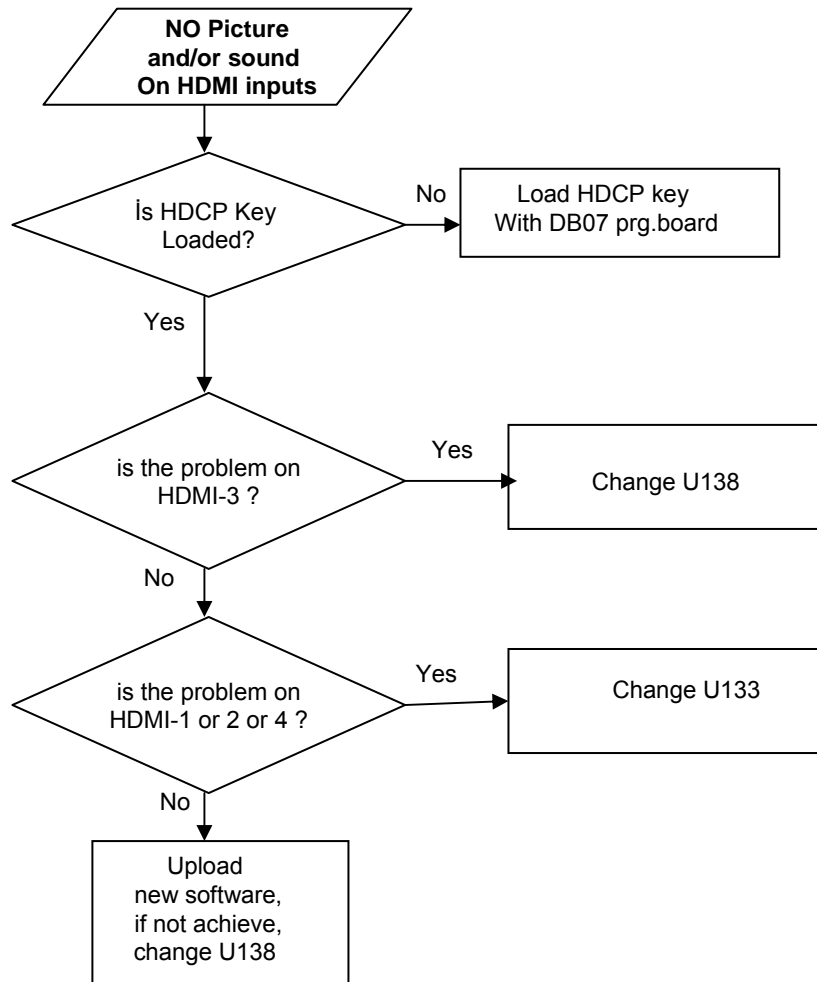 NO Picture
and/or sound
On HDMI inputs
İs HDCP Key
Loaded?
No
Load HDCP key
With DB07 prg.board
Yes
is the problem on
HDMI-3 ?
Yes
Change U138
No
is the problem on
HDMI-1 or 2 or 4 ?
Yes
Change U133
No
Upload
new software,
if not achieve,
change U138